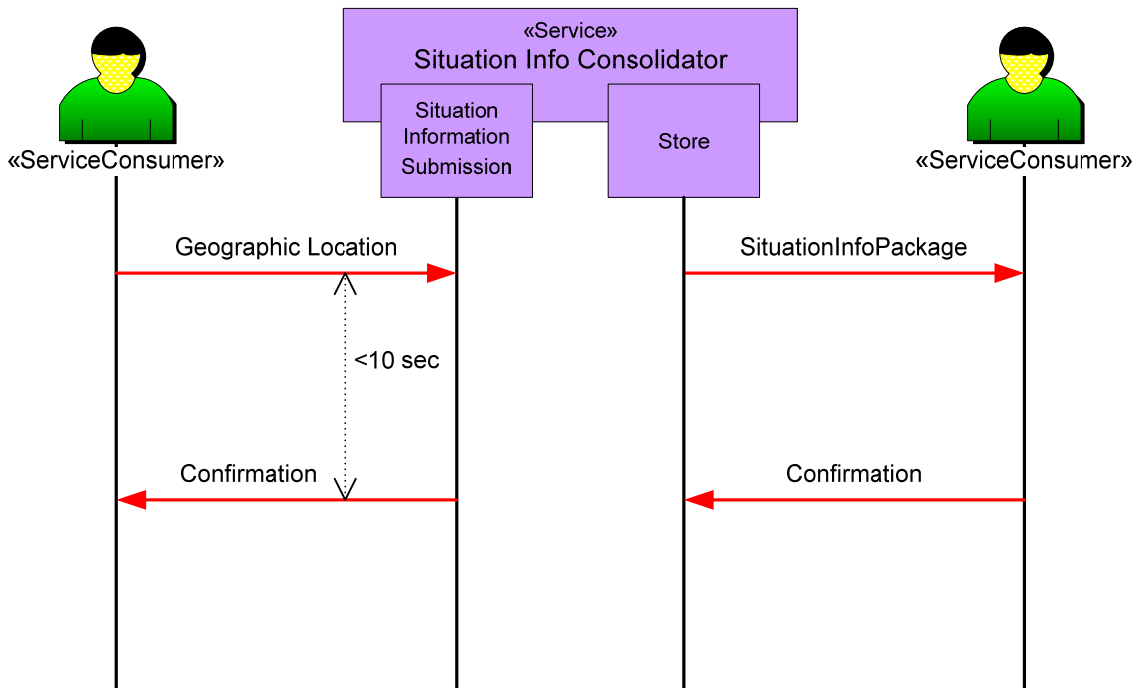 «Service»
Situation Info Consolidator
Situation
Information
Submission
Store
«ServiceConsumer»
«ServiceConsumer»
Geographic Location
SituationInfoPackage
<10 sec
Confirmation
Confirmation